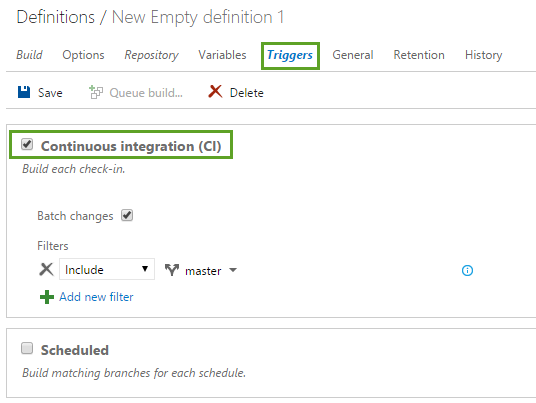 Definitions / New Empty definition 1
Build Options Repository Variables Triggers General Retention History
Save Queue build... Delete
Continuous integration (CI)
Build each check-in.
Batch changes
Filters
Include master
Add new filter
Scheduled
Build matching branches for each schedule.